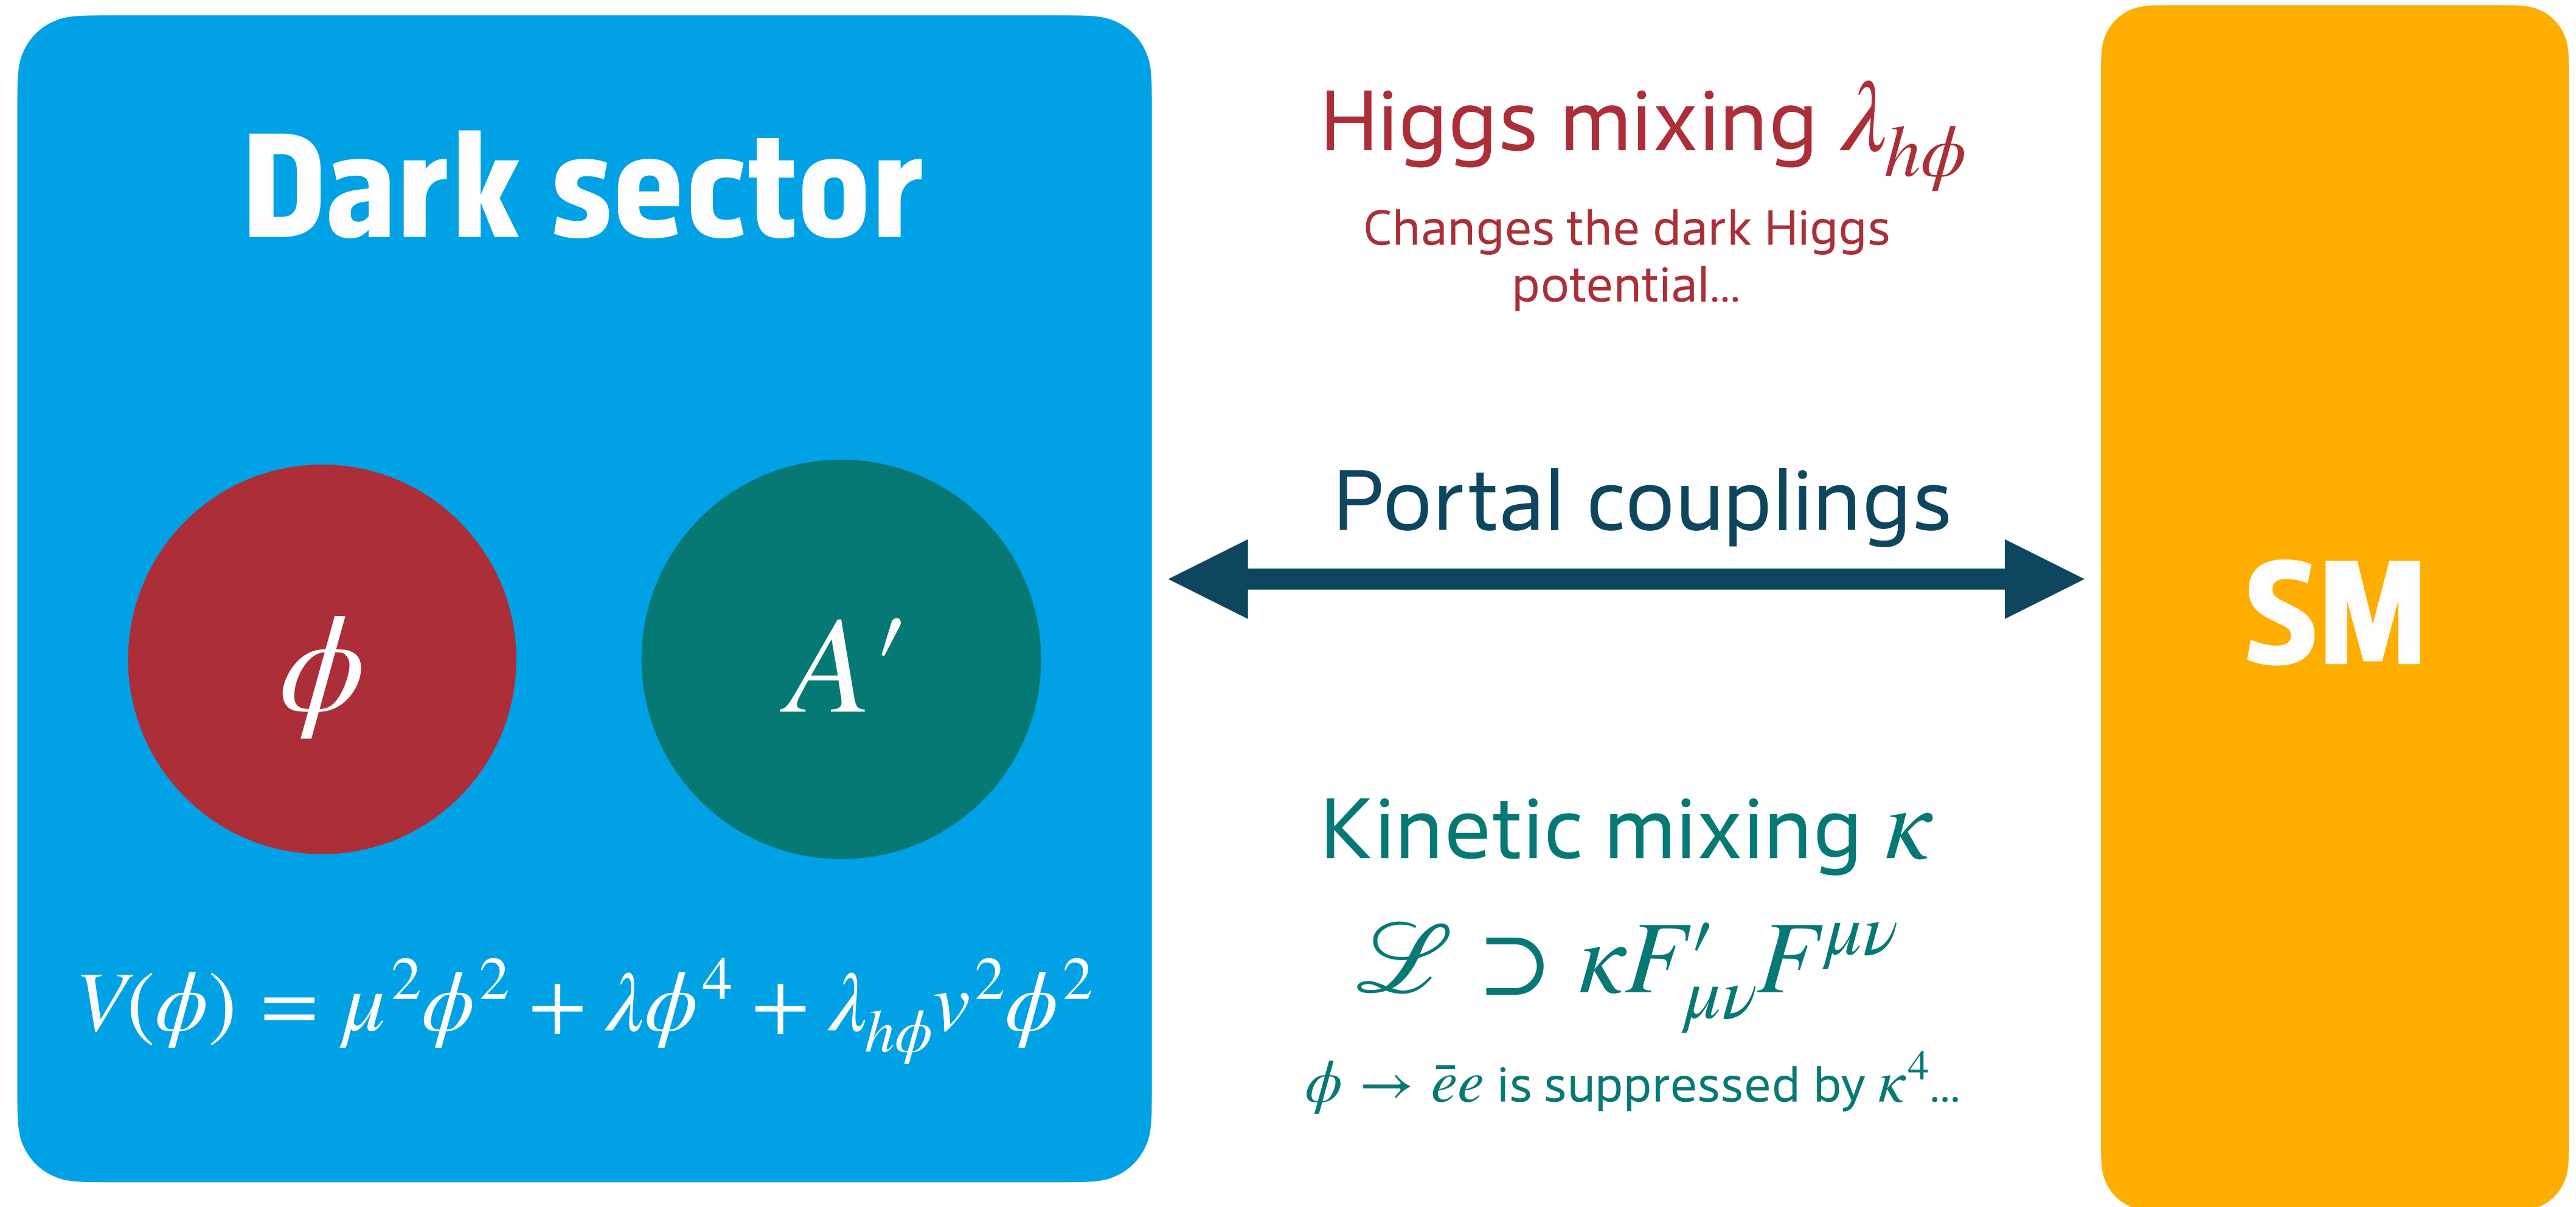 Dark sector
ϕ
A′
V(ϕ) = μ²ϕ² + λϕ⁴ + λ_{hϕ}v²ϕ²
Higgs mixing λ_{hϕ}
Changes the dark Higgs
potential...
Portal couplings
Kinetic mixing κ
ℒ ⊃ κF′_{μν}F^{μν}
ϕ → ēe is suppressed by κ⁴...
SM